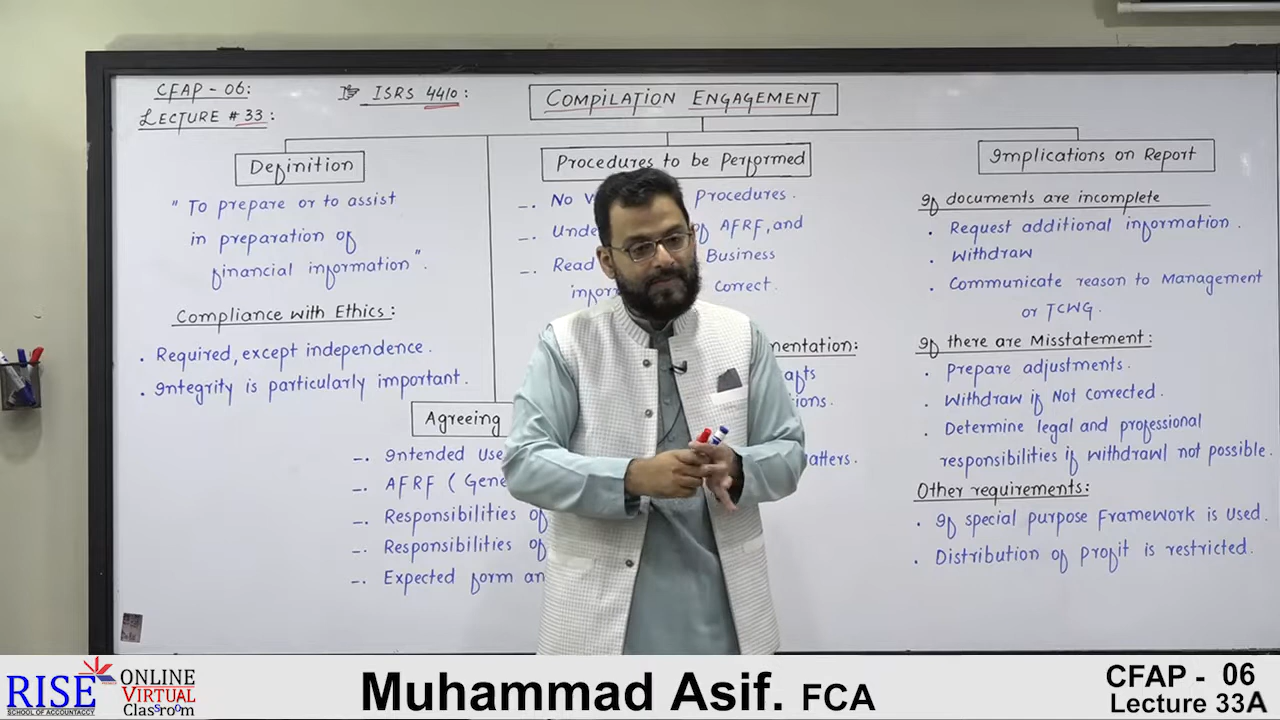 CFAP - 06:
LECTURE # 33:
☞ ISRS 4410:
COMPILATION ENGAGEMENT
Definition
" To prepare or to assist
in preparation of
financial information ".
Compliance with Ethics:
. Required, except independence.
. Integrity is particularly important.
Agreeing
_. Intended Use
_. AFRF ( Gene
_. Responsibilities of
_. Responsibilities of
_. Expected form an
Procedures to be Performed
_. No V Procedures.
_. Unde of AFRF, and
_. Read Business
infor correct.
mentation:
afts
ions.
atters.
Implications on Report
If documents are incomplete
. Request additional information.
. Withdraw
. Communicate reason to Management
or TCWG.
If there are Misstatement:
. Prepare adjustments.
. Withdraw if Not corrected.
. Determine legal and professional
responsibilities if withdrawl not possible.
Other requirements:
. If special purpose Framework is used.
. Distribution of profit is restricted.
RISE
SCHOOL OF ACCOUNTANCY
ONLINE
VIRTUAL
Classroom
Muhammad Asif. FCA
CFAP - 06
Lecture 33A